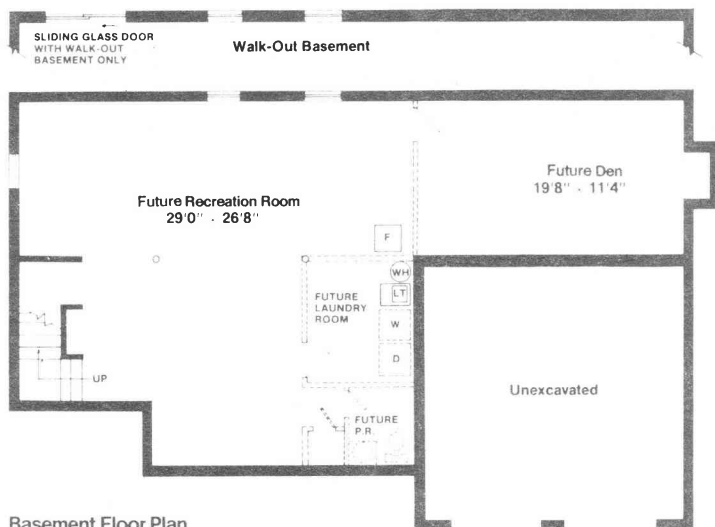 SLIDING GLASS DOOR
WITH WALK-OUT
BASEMENT ONLY
Walk-Out Basement
Future Recreation Room
29'0" - 26'8"
Future Den
19'8" - 11'4"
F
WH
LT
FUTURE
LAUNDRY
ROOM
W
D
UP
Unexcavated
FUTURE
P.R.
Basement Floor Plan